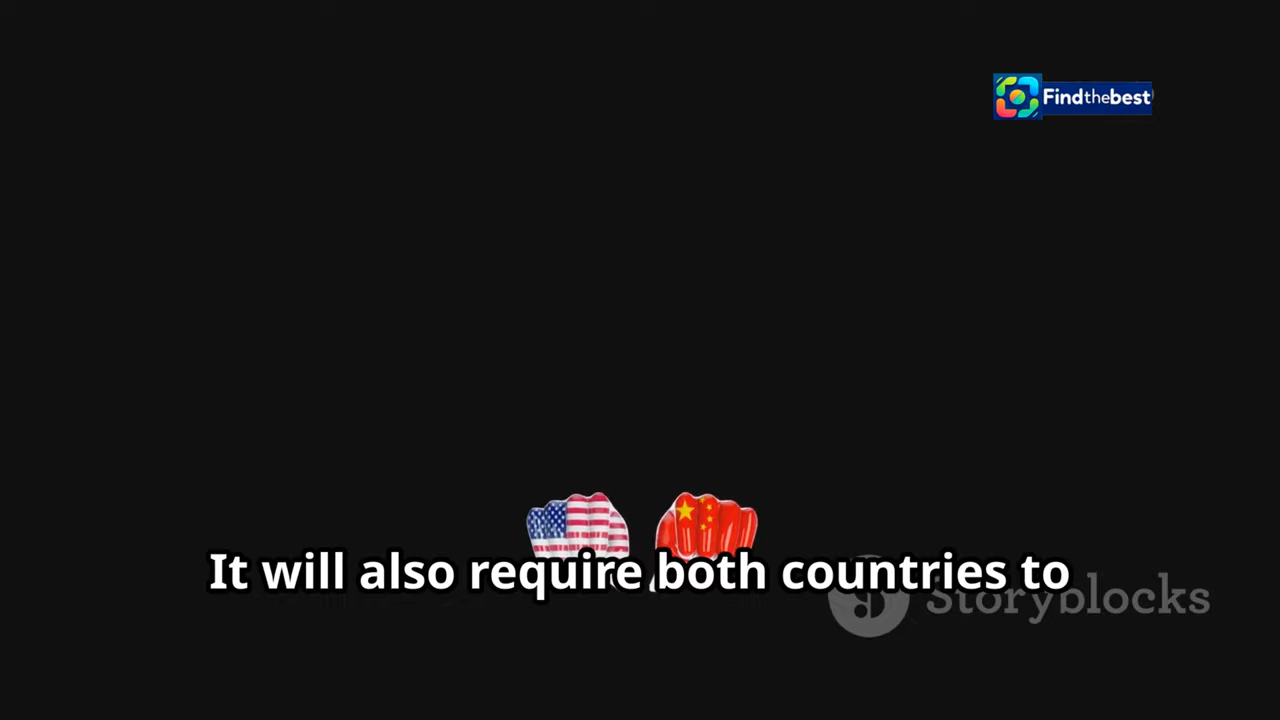 Findthebest
It will also require both countries to
Storyblocks